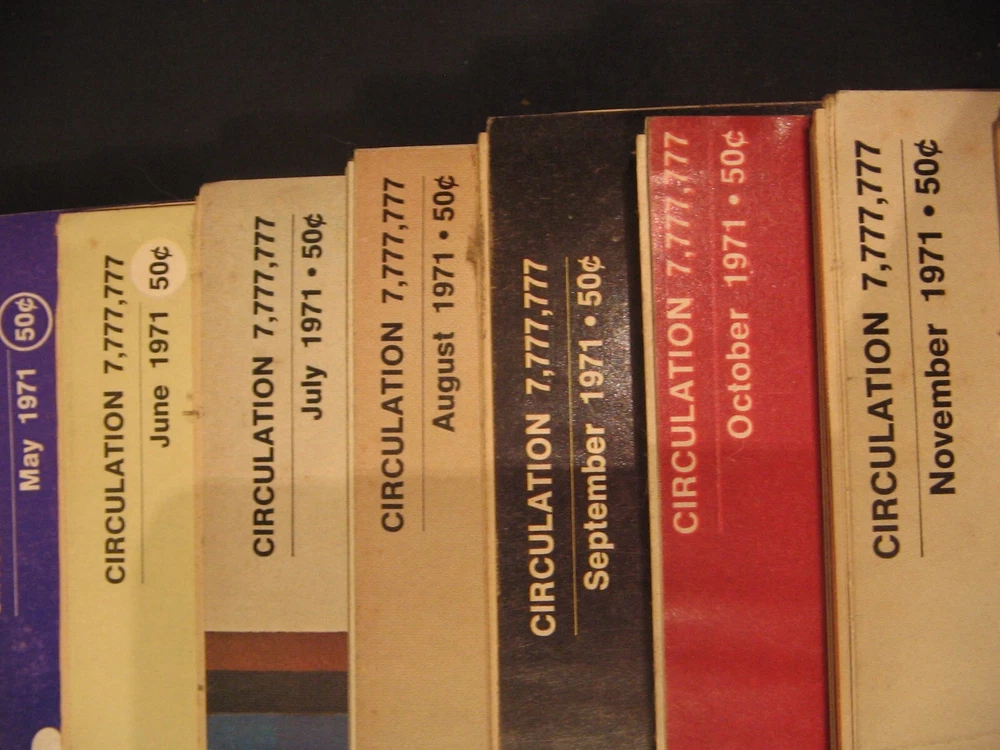 May 1971 50¢
CIRCULATION 7,777,777
June 1971 50¢
CIRCULATION 7,777,777
July 1971 • 50¢
CIRCULATION 7,777,777
August 1971 • 50¢
CIRCULATION 7,777,777
September 1971 • 50¢
CIRCULATION 7,777,777
October 1971 • 50¢
CIRCULATION 7,777,777
November 1971 • 50¢